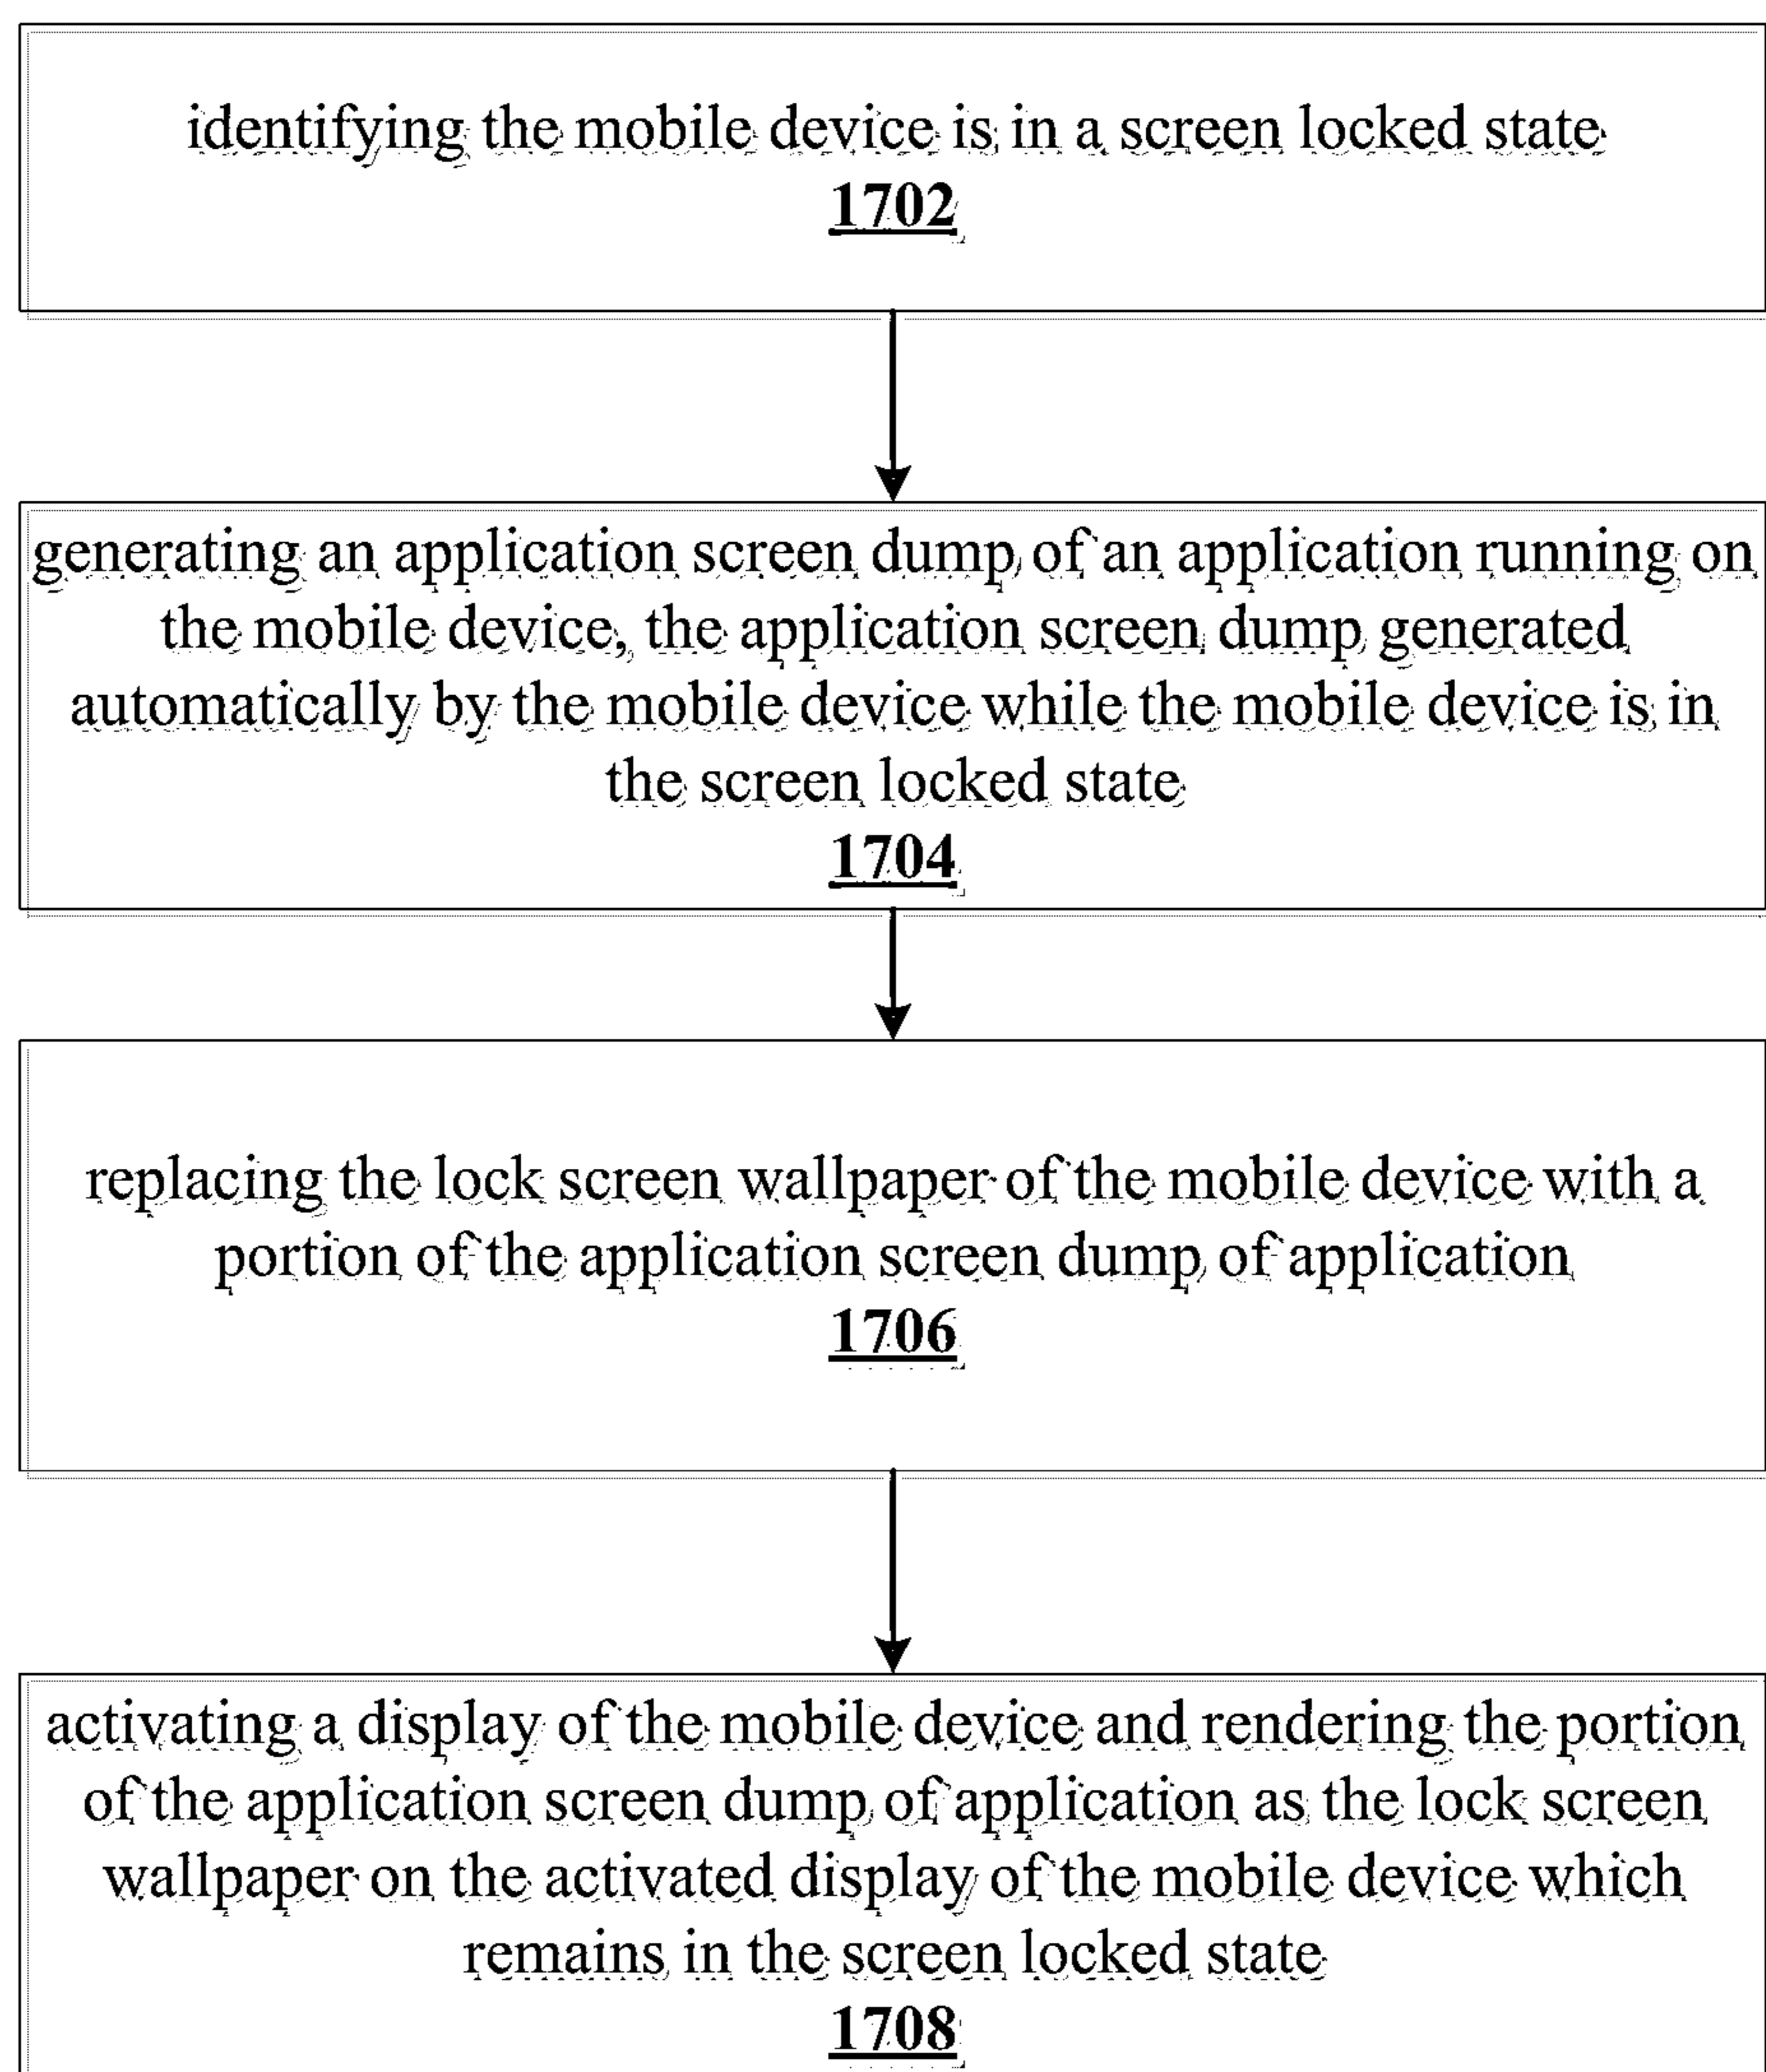 identifying the mobile device is in a screen locked state
1702
generating an application screen dump of an application running on
the mobile device, the application screen dump generated
automatically by the mobile device while the mobile device is in
the screen locked state
1704
replacing the lock screen wallpaper of the mobile device with a
portion of the application screen dump of application
1706
activating a display of the mobile device and rendering the portion
of the application screen dump of application as the lock screen
wallpaper on the activated display of the mobile device which
remains in the screen locked state
1708